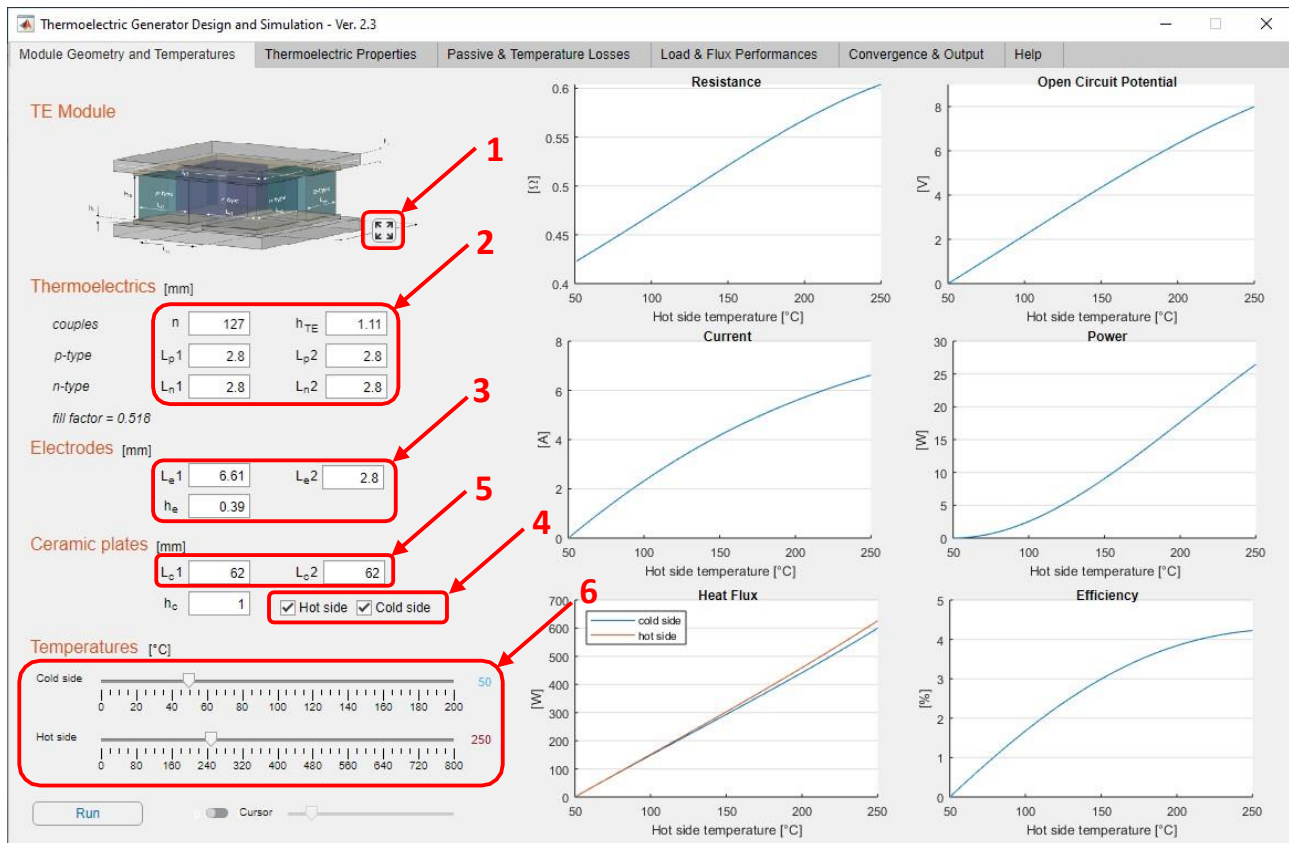 Thermoelectric Generator Design and Simulation - Ver. 2.3
Module Geometry and Temperatures Thermoelectric Properties Passive & Temperature Losses Load & Flux Performances Convergence & Output Help
TE Module
p-type
n-type
p-type
1
2
Thermoelectrics [mm]
couples n 127 hTE 1.11
p-type Lp1 2.8 Lp2 2.8
n-type Ln1 2.8 Ln2 2.8
fill factor = 0.518
3
Electrodes [mm]
Le1 6.61 Le2 2.8
he 0.39
5
4
Ceramic plates [mm]
Lc1 62 Lc2 62
hc 1 Hot side Cold side
6
Temperatures [°C]
Cold side 50
0 20 40 60 80 100 120 140 160 180 200
Hot side 250
0 80 160 240 320 400 480 560 640 720 800
Run Cursor
Resistance
0.6
0.55
0.5
0.45
0.4
[Ω]
50 100 150 200 250
Hot side temperature [°C]
Open Circuit Potential
8
6
4
2
0
[V]
50 100 150 200 250
Hot side temperature [°C]
Current
8
6
4
2
0
[A]
50 100 150 200 250
Hot side temperature [°C]
Power
30
25
20
15
10
5
0
[W]
50 100 150 200 250
Hot side temperature [°C]
Heat Flux
700
600
500
400
300
200
100
0
[W]
cold side
hot side
50 100 150 200 250
Hot side temperature [°C]
Efficiency
5
4
3
2
1
0
[%]
50 100 150 200 250
Hot side temperature [°C]